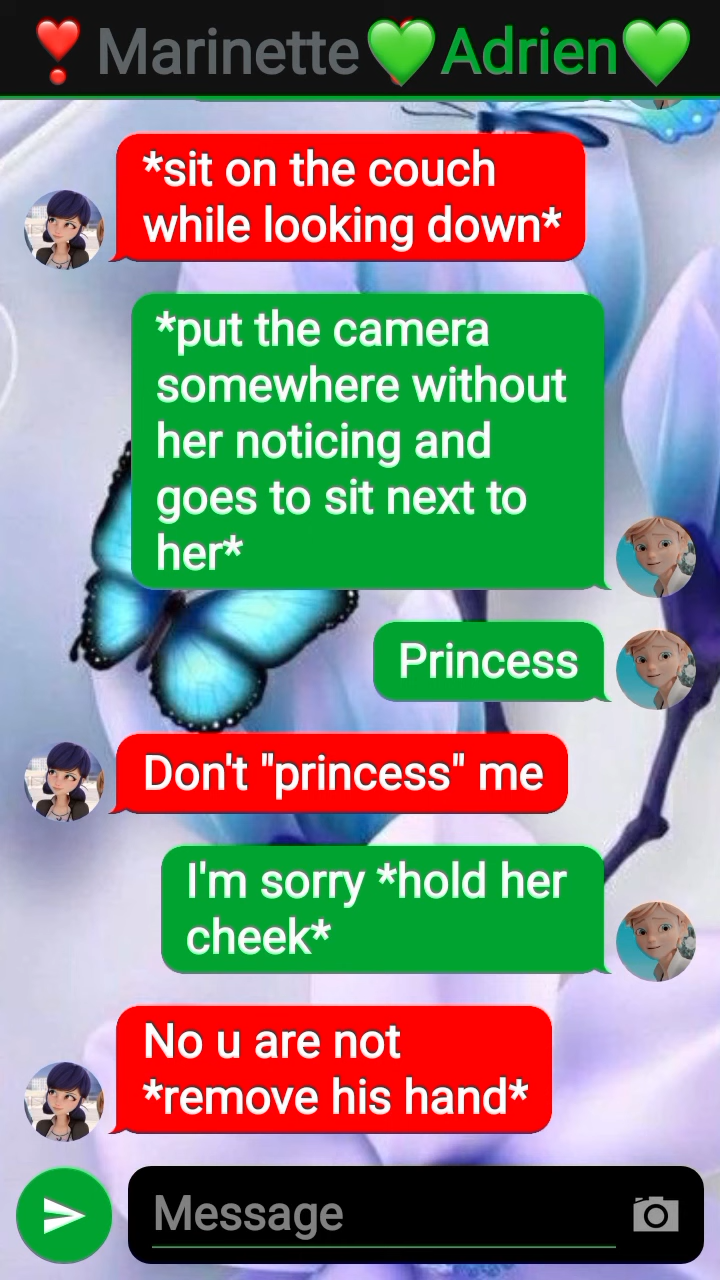 ❣Marinette💚Adrien💚
*sit on the couch
while looking down*
*put the camera
somewhere without
her noticing and
goes to sit next to
her*
Princess
Don't "princess" me
I'm sorry *hold her
cheek*
No u are not
*remove his hand*
Message